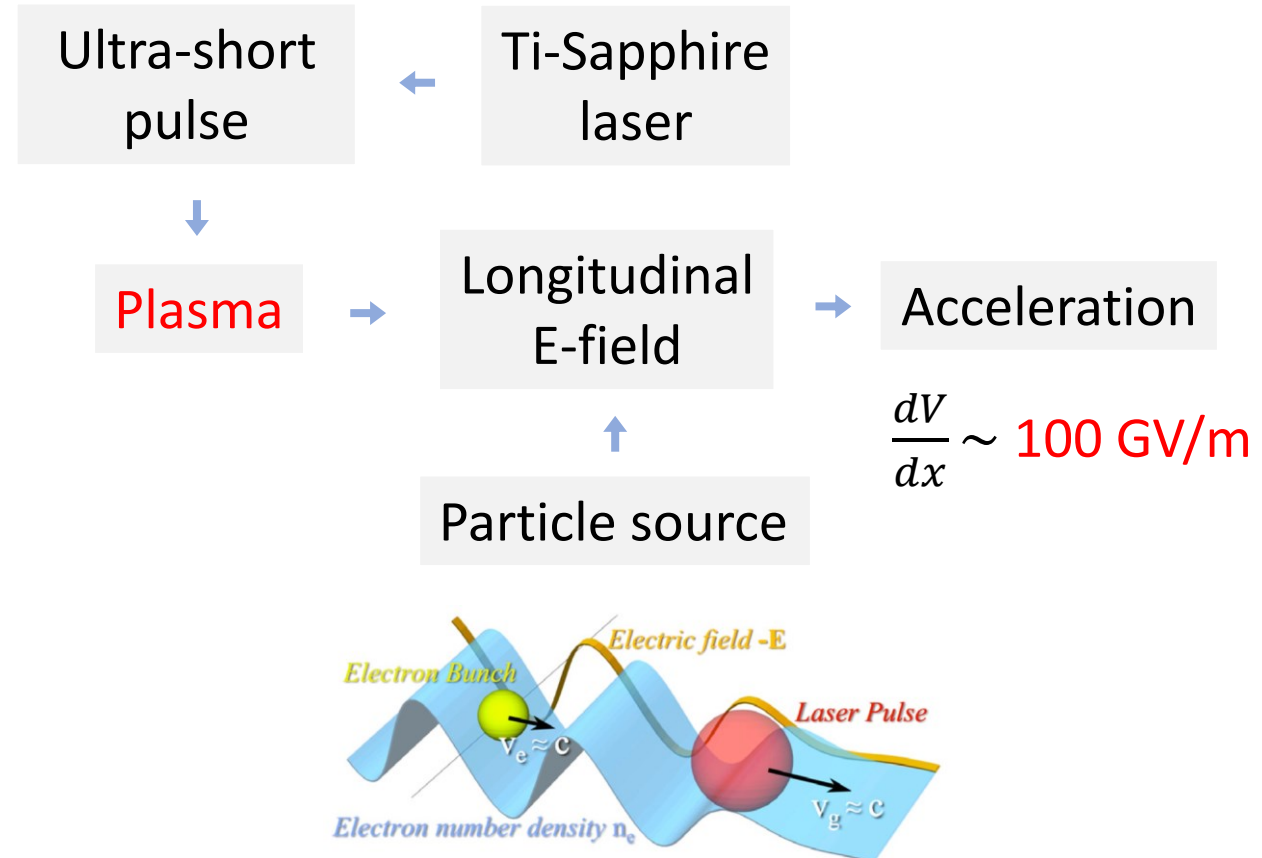 Ultra-short
pulse
Ti-Sapphire
laser
Plasma
Longitudinal
E-field
Acceleration
dV/dx ~ 100 GV/m
Particle source
Electric field -E
Electron Bunch
Laser Pulse
vₑ ≈ c
v_g ≈ c
Electron number density nₑ